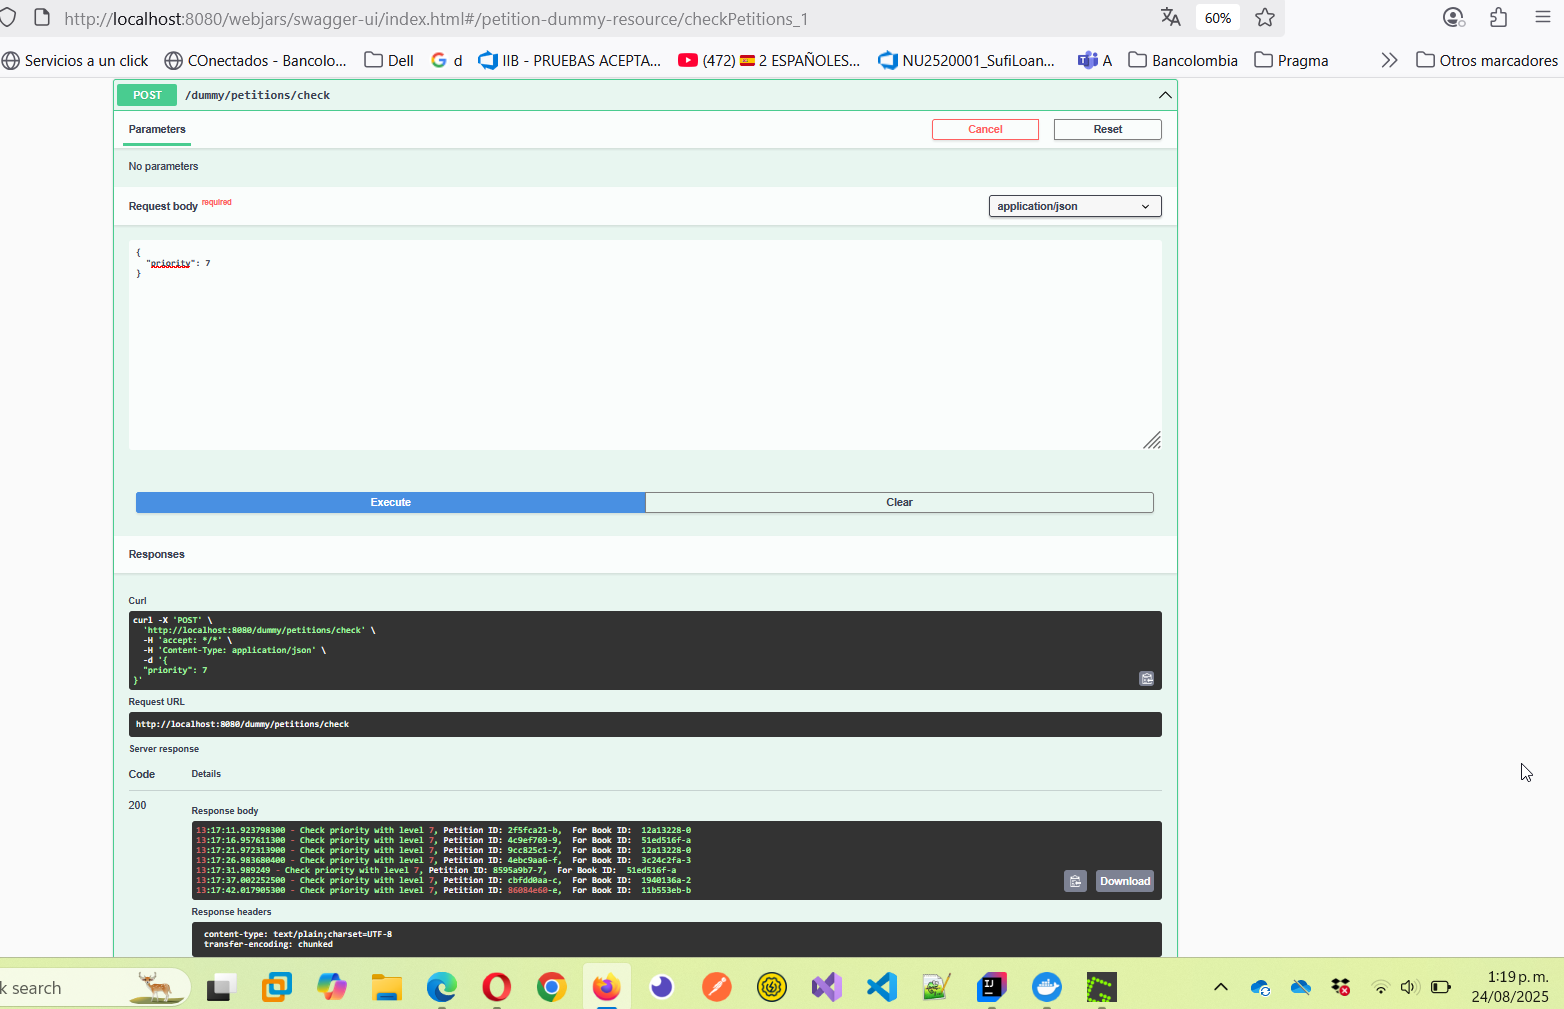 http://localhost:8080/webjars/swagger-ui/index.html#/petition-dummy-resource/checkPetitions_1
60%
Servicios a un click
COnectados - Bancolo...
Dell
d
IIB - PRUEBAS ACEPTA...
(472) 🇪🇸 2 ESPAÑOLES...
NU2520001_SufiLoan...
A
Bancolombia
Pragma
Otros marcadores
POST /dummy/petitions/check
Parameters
Cancel
Reset
No parameters
Request body required
application/json
{
"priority": 7
}
Execute
Clear
Responses
Curl
curl -X 'POST' \
'http://localhost:8080/dummy/petitions/check' \
-H 'accept: */*' \
-H 'Content-Type: application/json' \
-d '{
"priority": 7
}'
Request URL
http://localhost:8080/dummy/petitions/check
Server response
Code
Details
200
Response body
13:17:11.923798300 - Check priority with level 7, Petition ID: 2f5fca21-b,  For Book ID:  12a13228-0
13:17:16.957611300 - Check priority with level 7, Petition ID: 4c9ef769-9,  For Book ID:  51ed516f-a
13:17:21.972313900 - Check priority with level 7, Petition ID: 9cc825c1-7,  For Book ID:  12a13228-0
13:17:26.983680400 - Check priority with level 7, Petition ID: 4ebc9aa6-f,  For Book ID:  3c24c2fa-3
13:17:31.989249 - Check priority with level 7, Petition ID: 8595a9b7-7,  For Book ID:  51ed516f-a
13:17:37.002252500 - Check priority with level 7, Petition ID: cbfdd0aa-c,  For Book ID:  1940136a-2
13:17:42.017905300 - Check priority with level 7, Petition ID: 86084e60-e,  For Book ID:  11b553eb-b
Download
Response headers
content-type: text/plain;charset=UTF-8
transfer-encoding: chunked
k search
1:19 p. m.
24/08/2025